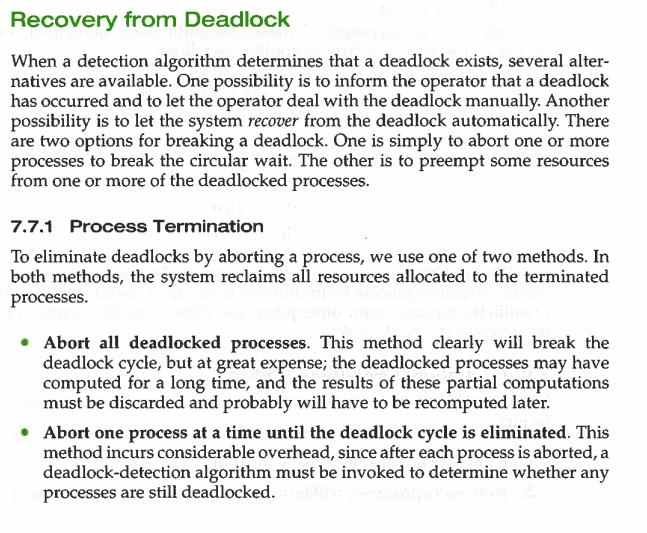 Recovery from Deadlock
When a detection algorithm determines that a deadlock exists, several alter-
natives are available. One possibility is to inform the operator that a deadlock
has occurred and to let the operator deal with the deadlock manually. Another
possibility is to let the system recover from the deadlock automatically. There
are two options for breaking a deadlock. One is simply to abort one or more
processes to break the circular wait. The other is to preempt some resources
from one or more of the deadlocked processes.
7.7.1 Process Termination
To eliminate deadlocks by aborting a process, we use one of two methods. In
both methods, the system reclaims all resources allocated to the terminated
processes.
• Abort all deadlocked processes. This method clearly will break the
deadlock cycle, but at great expense; the deadlocked processes may have
computed for a long time, and the results of these partial computations
must be discarded and probably will have to be recomputed later.
• Abort one process at a time until the deadlock cycle is eliminated. This
method incurs considerable overhead, since after each process is aborted, a
deadlock-detection algorithm must be invoked to determine whether any
processes are still deadlocked.